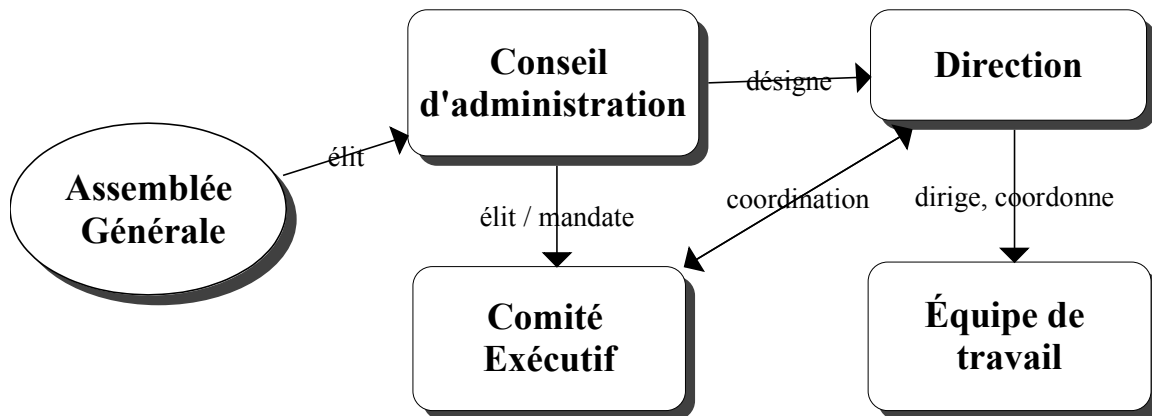 Conseil
d'administration
désigne
Direction
élit
Assemblée
Générale
élit / mandate
coordination
dirige, coordonne
Comité
Exécutif
Équipe de
travail